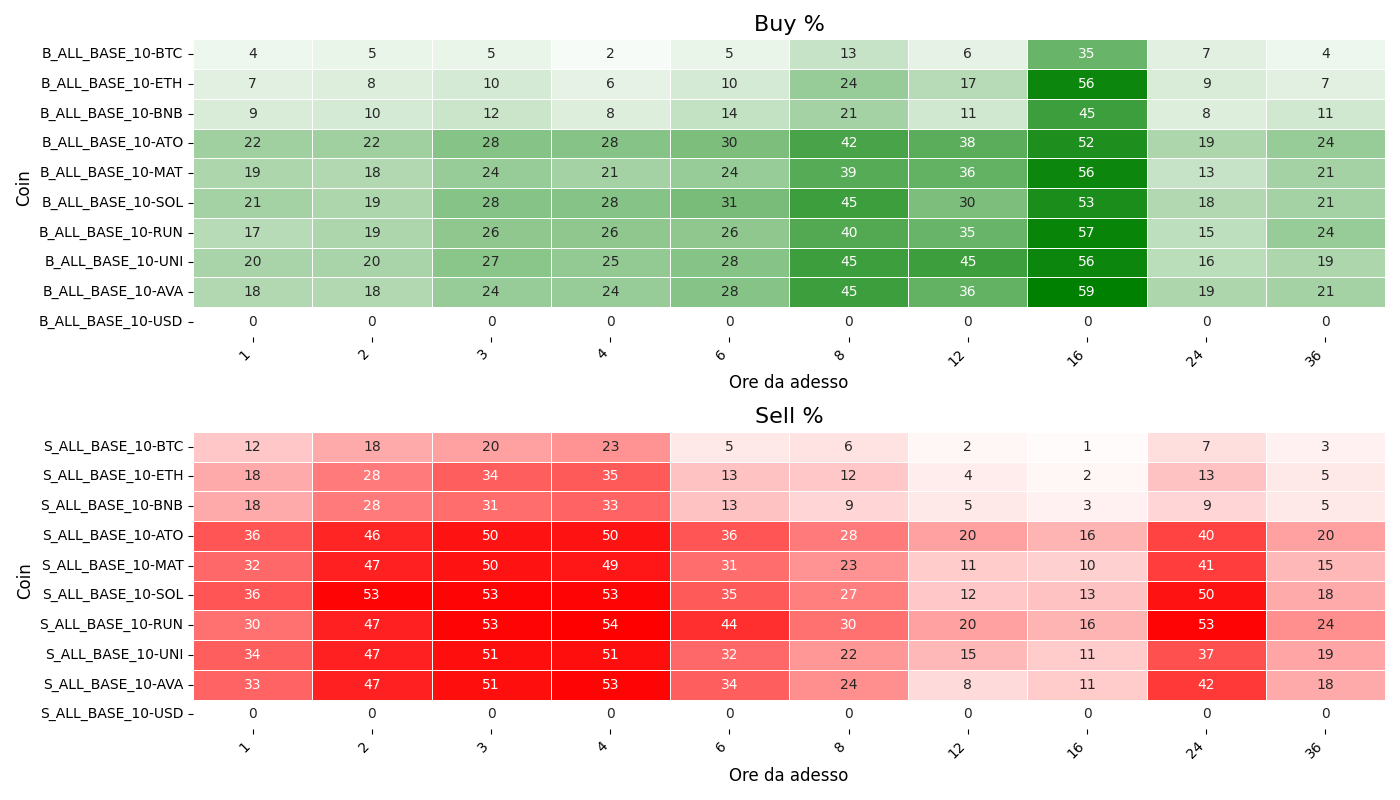 Buy %
B_ALL_BASE_10-BTC 4 5 5 2 5 13 6 35 7 4
B_ALL_BASE_10-ETH 7 8 10 6 10 24 17 56 9 7
B_ALL_BASE_10-BNB 9 10 12 8 14 21 11 45 8 11
B_ALL_BASE_10-ATO 22 22 28 28 30 42 38 52 19 24
B_ALL_BASE_10-MAT 19 18 24 21 24 39 36 56 13 21
B_ALL_BASE_10-SOL 21 19 28 28 31 45 30 53 18 21
B_ALL_BASE_10-RUN 17 19 26 26 26 40 35 57 15 24
B_ALL_BASE_10-UNI 20 20 27 25 28 45 45 56 16 19
B_ALL_BASE_10-AVA 18 18 24 24 28 45 36 59 19 21
B_ALL_BASE_10-USD 0 0 0 0 0 0 0 0 0 0
Coin
1 2 3 4 6 8 12 16 24 36
Ore da adesso
Sell %
S_ALL_BASE_10-BTC 12 18 20 23 5 6 2 1 7 3
S_ALL_BASE_10-ETH 18 28 34 35 13 12 4 2 13 5
S_ALL_BASE_10-BNB 18 28 31 33 13 9 5 3 9 5
S_ALL_BASE_10-ATO 36 46 50 50 36 28 20 16 40 20
S_ALL_BASE_10-MAT 32 47 50 49 31 23 11 10 41 15
S_ALL_BASE_10-SOL 36 53 53 53 35 27 12 13 50 18
S_ALL_BASE_10-RUN 30 47 53 54 44 30 20 16 53 24
S_ALL_BASE_10-UNI 34 47 51 51 32 22 15 11 37 19
S_ALL_BASE_10-AVA 33 47 51 53 34 24 8 11 42 18
S_ALL_BASE_10-USD 0 0 0 0 0 0 0 0 0 0
Coin
1 2 3 4 6 8 12 16 24 36
Ore da adesso